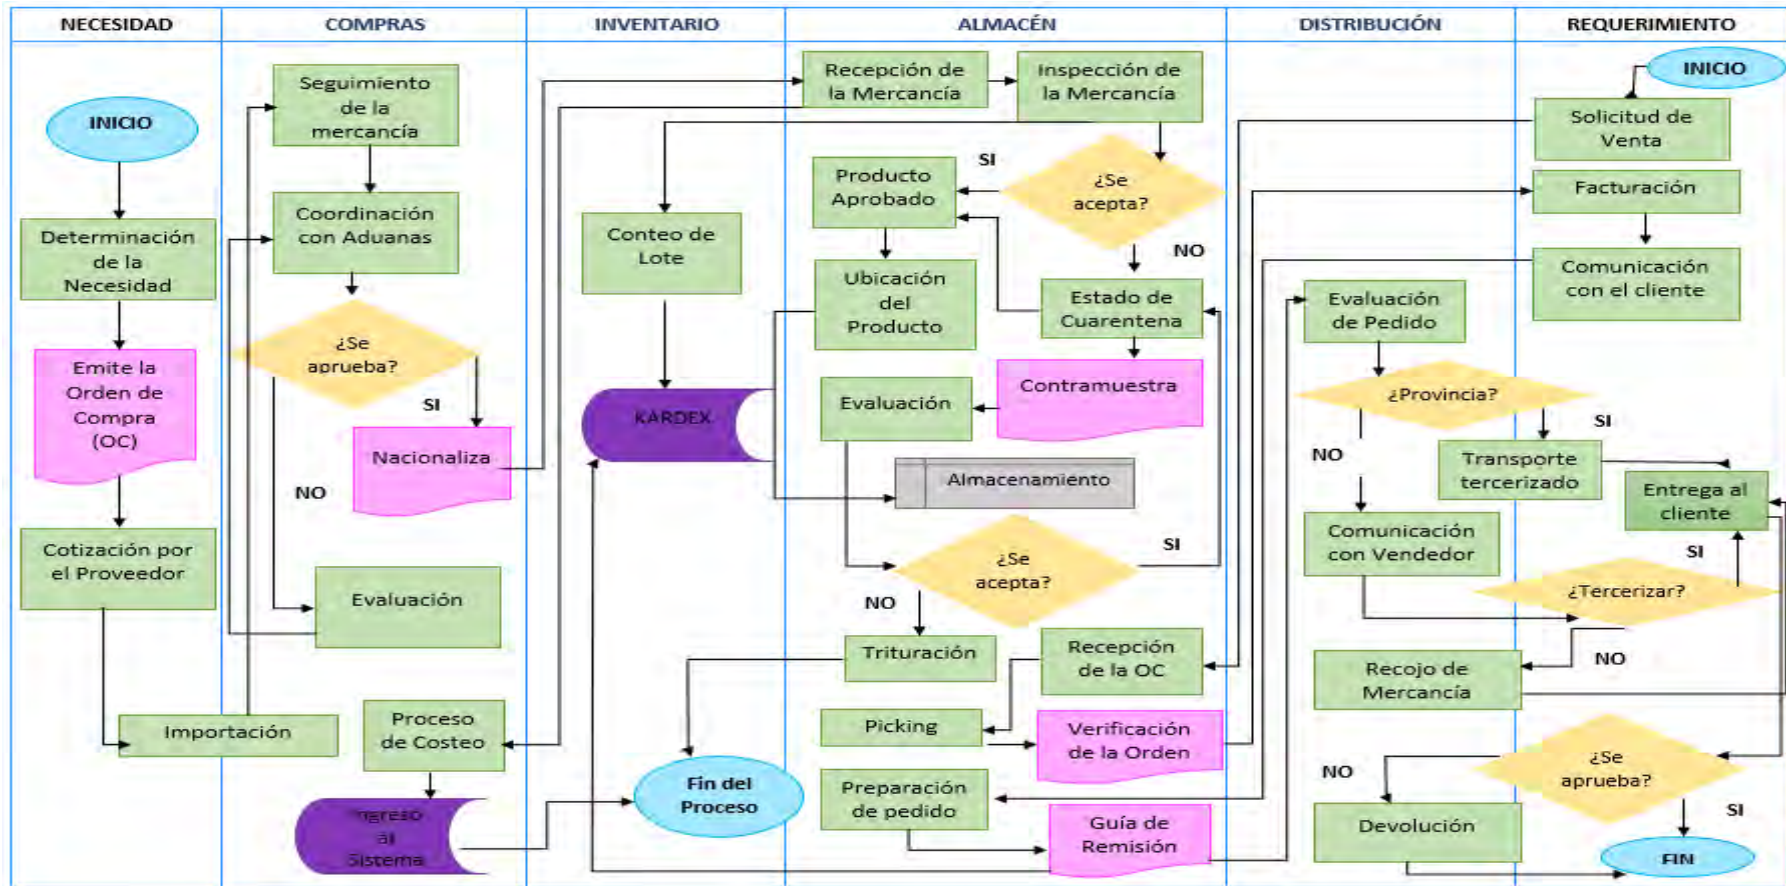 NECESIDAD
COMPRAS
INVENTARIO
ALMACÉN
DISTRIBUCIÓN
REQUERIMIENTO
INICIO
Determinación
de la
Necesidad
Emite la
Orden de
Compra
(OC)
Cotización por
el Proveedor
Importación
Seguimiento
de la
mercancía
Coordinación
con Aduanas
¿Se
aprueba?
SI
NO
Nacionaliza
Evaluación
Proceso
de Costeo
Ingreso
al
Sistema
Conteo de
Lote
KARDEX
Fin del
Proceso
Recepción de
la Mercancía
Inspección de
la Mercancía
SI
¿Se
acepta?
NO
Producto
Aprobado
Ubicación
del
Producto
Estado de
Cuarentena
Contramuestra
Evaluación
Almacenamiento
¿Se
acepta?
SI
NO
Trituración
Recepción
de la OC
Picking
Verificación
de la Orden
Preparación
de pedido
Guía de
Remisión
Evaluación
de Pedido
¿Provincia?
SI
NO
Transporte
tercerizado
Comunicación
con Vendedor
¿Tercerizar?
SI
NO
Recojo de
Mercancía
NO
Devolución
INICIO
Solicitud de
Venta
Facturación
Comunicación
con el cliente
Entrega al
cliente
¿Se
aprueba?
SI
FIN